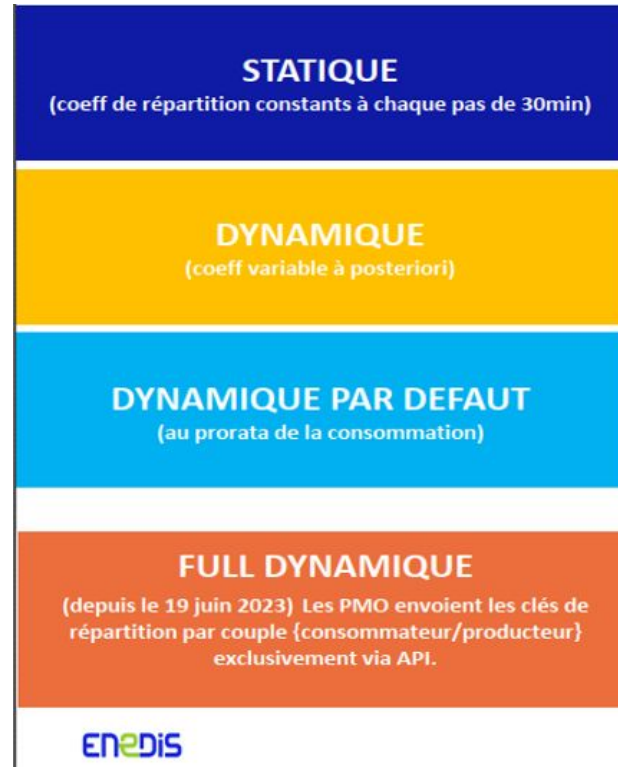 STATIQUE
(coeff de répartition constants à chaque pas de 30min)
DYNAMIQUE
(coeff variable à posteriori)
DYNAMIQUE PAR DEFAUT
(au prorata de la consommation)
FULL DYNAMIQUE
(depuis le 19 juin 2023) Les PMO envoient les clés de
répartition par couple {consommateur/producteur}
exclusivement via API.
ENEDIS